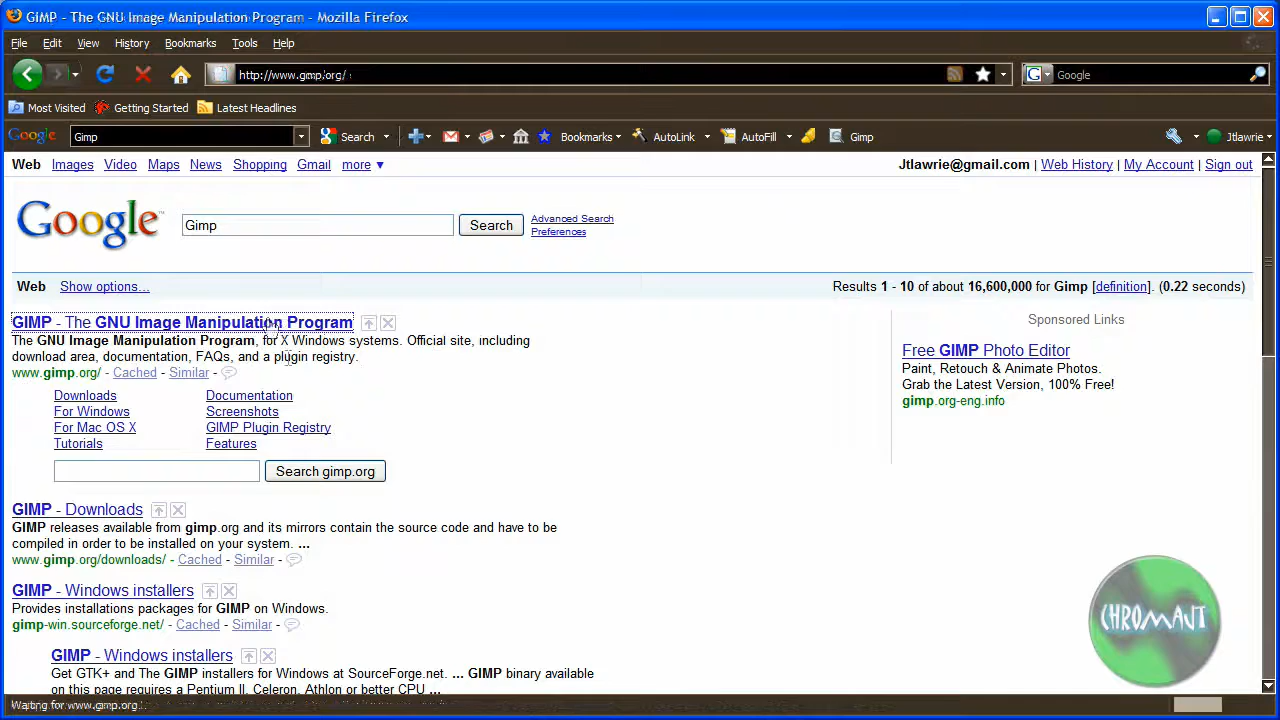 GIMP - The GNU Image Manipulation Program - Mozilla Firefox
File Edit View History Bookmarks Tools Help
http://www.gimp.org/ Google
Most Visited Getting Started Latest Headlines
Google Gimp Search Bookmarks AutoLink AutoFill Gimp Jtlawrie
Web Images Video Maps News Shopping Gmail more ▼ Jtlawrie@gmail.com | Web History | My Account | Sign out
Google Gimp Search Advanced Search
Preferences
Web Show options... Results 1 - 10 of about 16,600,000 for Gimp [definition]. (0.22 seconds)
GIMP - The GNU Image Manipulation Program
The GNU Image Manipulation Program, for X Windows systems. Official site, including
download area, documentation, FAQs, and a plugin registry.
www.gimp.org/ - Cached - Similar -
Downloads Documentation
For Windows Screenshots
For Mac OS X GIMP Plugin Registry
Tutorials Features
Search gimp.org
GIMP - Downloads
GIMP releases available from gimp.org and its mirrors contain the source code and have to be
compiled in order to be installed on your system. ...
www.gimp.org/downloads/ - Cached - Similar -
GIMP - Windows installers
Provides installations packages for GIMP on Windows.
gimp-win.sourceforge.net/ - Cached - Similar -
GIMP - Windows installers
Get GTK+ and The GIMP installers for Windows at SourceForge.net. ... GIMP binary available
on this page requires a Pentium II, Celeron, Athlon or better CPU ...
Sponsored Links
Free GIMP Photo Editor
Paint, Retouch & Animate Photos.
Grab the Latest Version, 100% Free!
gimp.org-eng.info
CHROMAJT
Waiting for www.gimp.org...